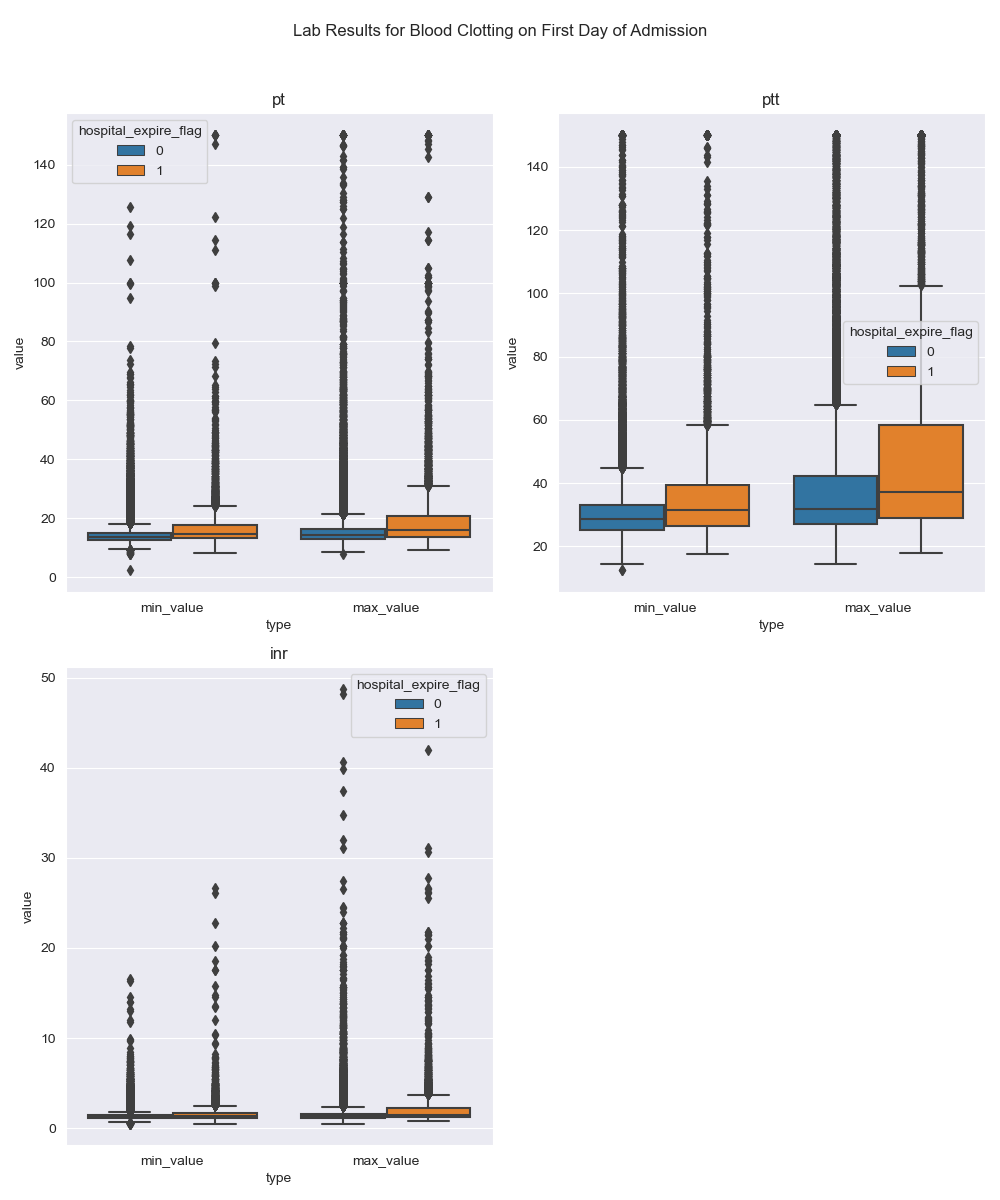 Lab Results for Blood Clotting on First Day of Admission
pt
hospital_expire_flag
0
1
140
120
100
80
60
40
20
0
value
min_value
max_value
type
ptt
140
120
100
80
60
40
20
value
hospital_expire_flag
0
1
min_value
max_value
type
inr
hospital_expire_flag
0
1
50
40
30
20
10
0
value
min_value
max_value
type